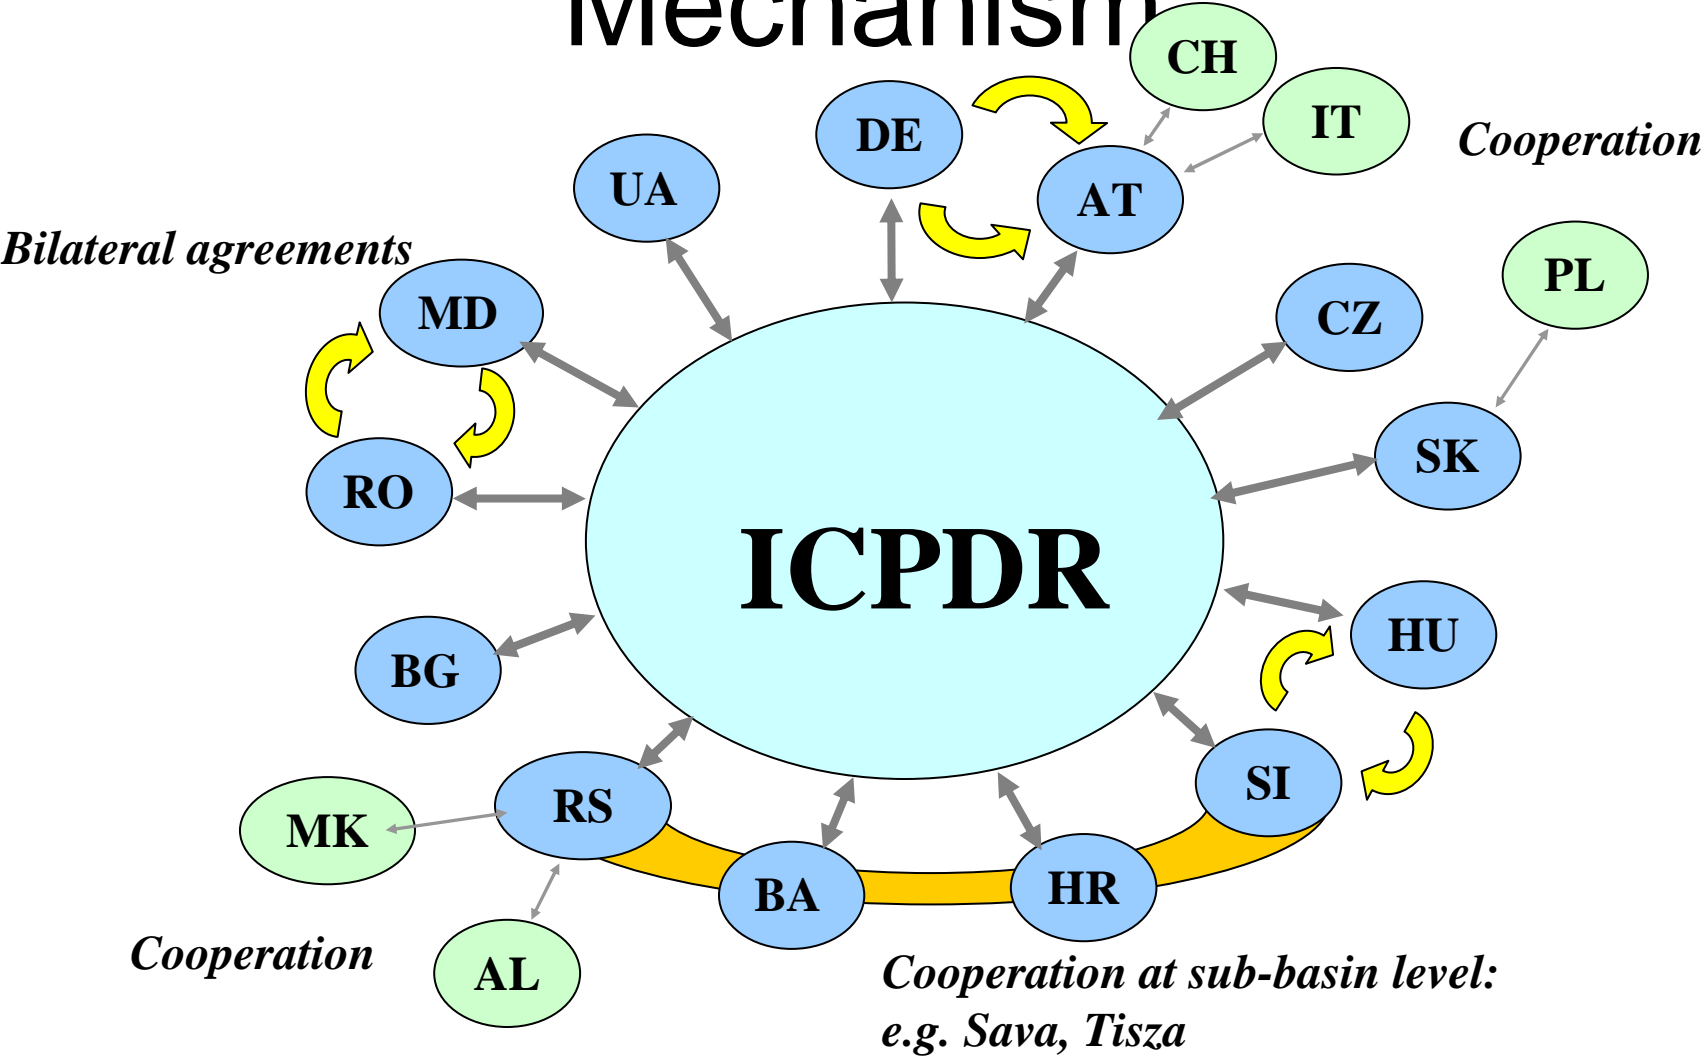 Mechanism
CH
IT
DE
Cooperation
UA
AT
Bilateral agreements
PL
MD
CZ
SK
RO
ICPDR
HU
BG
SI
RS
MK
BA
HR
Cooperation
AL
Cooperation at sub-basin level:
e.g. Sava, Tisza